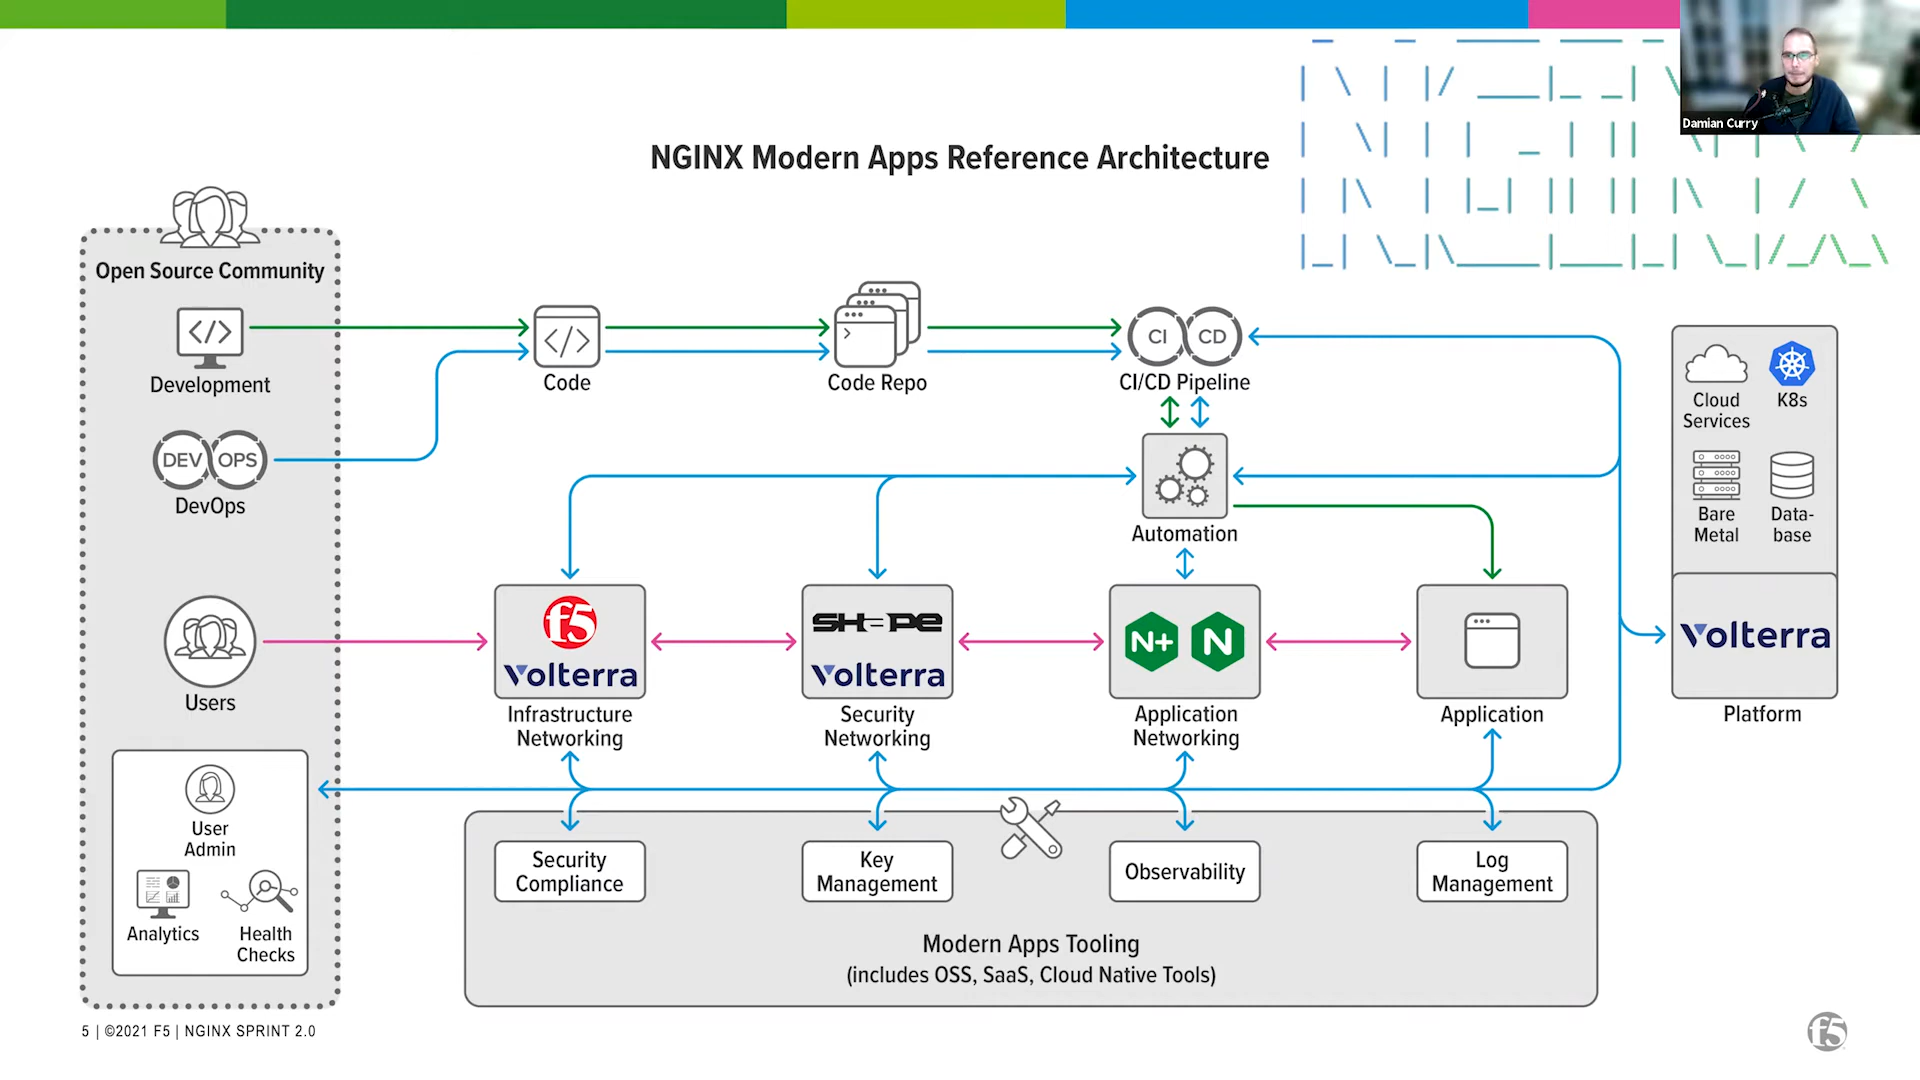 Damian Curry
NGINX Modern Apps Reference Architecture
Open Source Community
</>
Development
DEV OPS
DevOps
Users
User
Admin
Analytics
Health
Checks
</>
Code
Code Repo
CI CD
CI/CD Pipeline
Automation
f5
Volterra
Infrastructure
Networking
SHAPE
Volterra
Security
Networking
N+ N
Application
Networking
Application
Cloud
Services
K8s
Bare
Metal
Data-
base
Volterra
Platform
Security
Compliance
Key
Management
Observability
Log
Management
Modern Apps Tooling
(includes OSS, SaaS, Cloud Native Tools)
5 | ©2021 F5 | NGINX SPRINT 2.0
f5